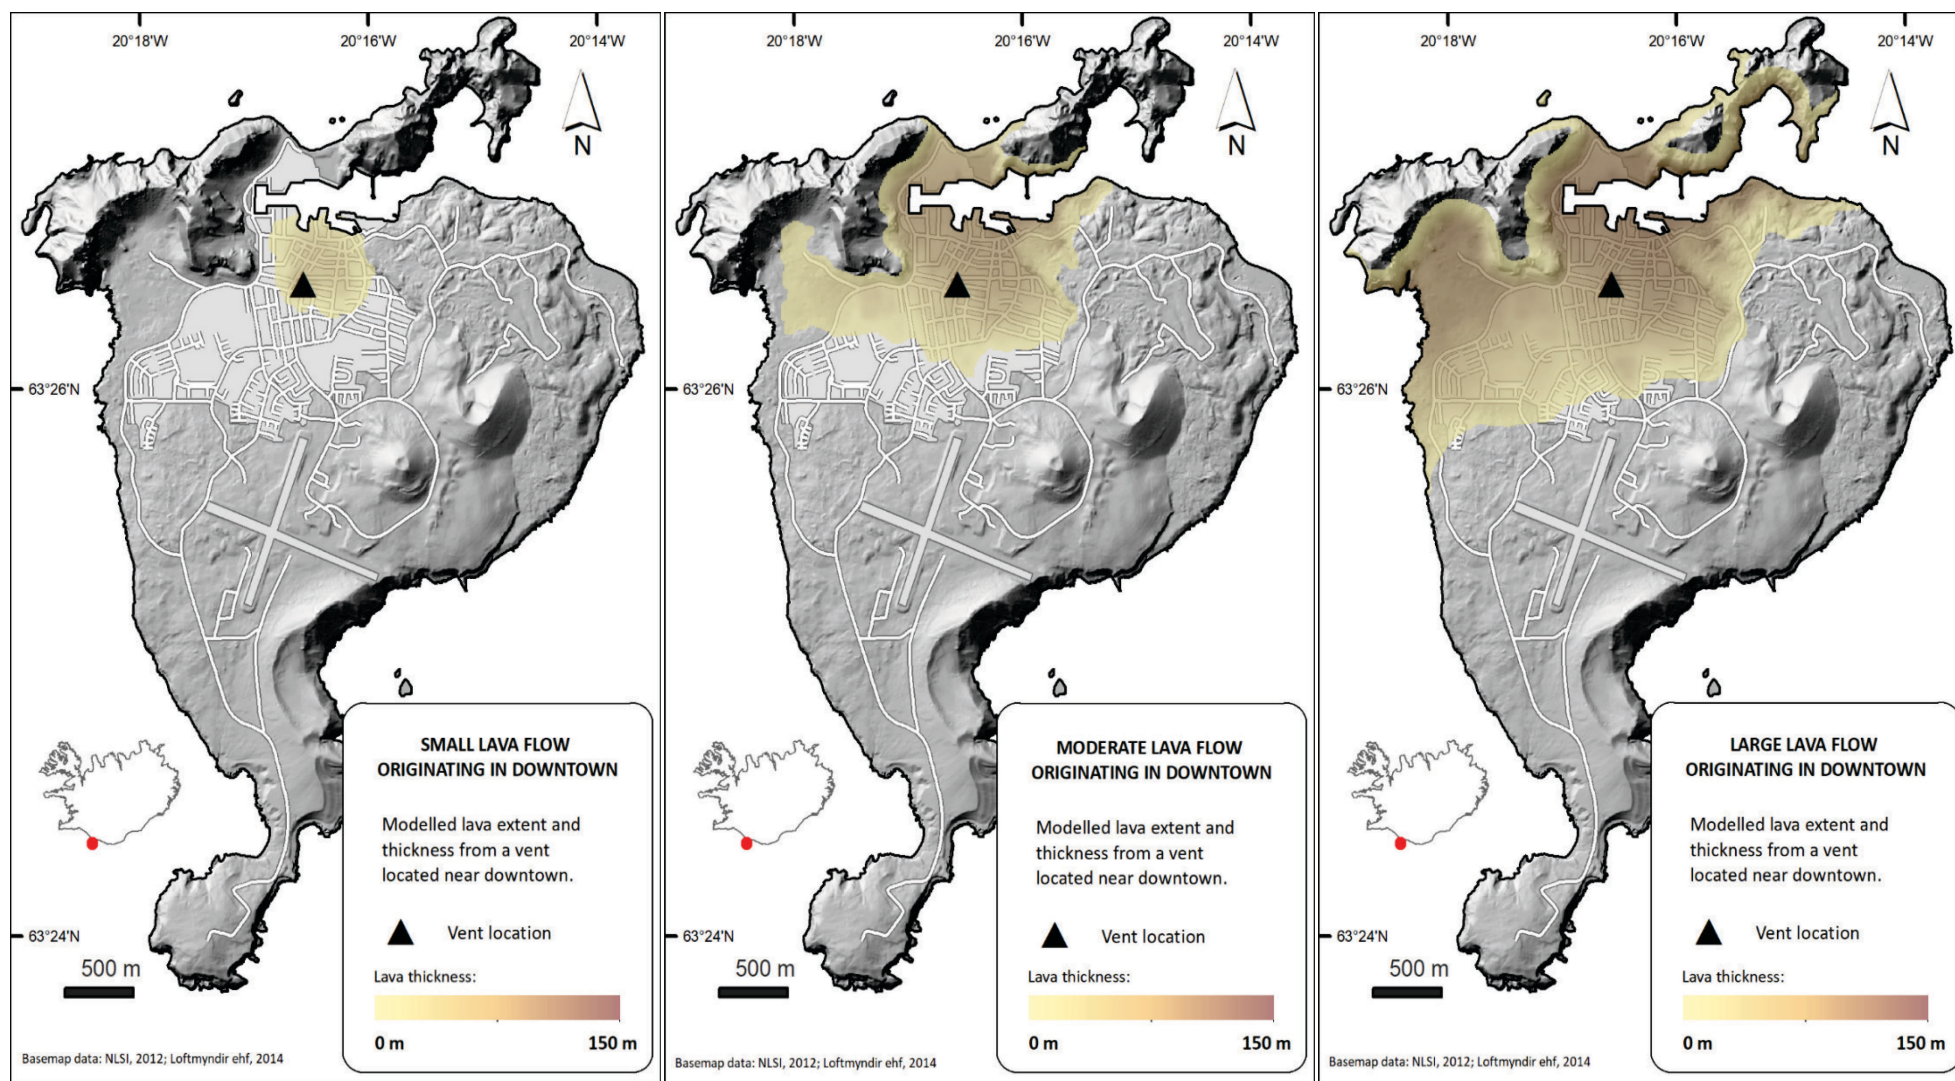 20°18'W 20°16'W 20°14'W
N
63°26'N
63°24'N
500 m
SMALL LAVA FLOW
ORIGINATING IN DOWNTOWN
Modelled lava extent and
thickness from a vent
located near downtown.
Vent location
Lava thickness:
0 m 150 m
Basemap data: NLSI, 2012; Loftmyndir ehf, 2014
20°18'W 20°16'W 20°14'W
N
63°26'N
63°24'N
500 m
MODERATE LAVA FLOW
ORIGINATING IN DOWNTOWN
Modelled lava extent and
thickness from a vent
located near downtown.
Vent location
Lava thickness:
0 m 150 m
Basemap data: NLSI, 2012; Loftmyndir ehf, 2014
20°18'W 20°16'W 20°14'W
N
63°26'N
63°24'N
500 m
LARGE LAVA FLOW
ORIGINATING IN DOWNTOWN
Modelled lava extent and
thickness from a vent
located near downtown.
Vent location
Lava thickness:
0 m 150 m
Basemap data: NLSI, 2012; Loftmyndir ehf, 2014